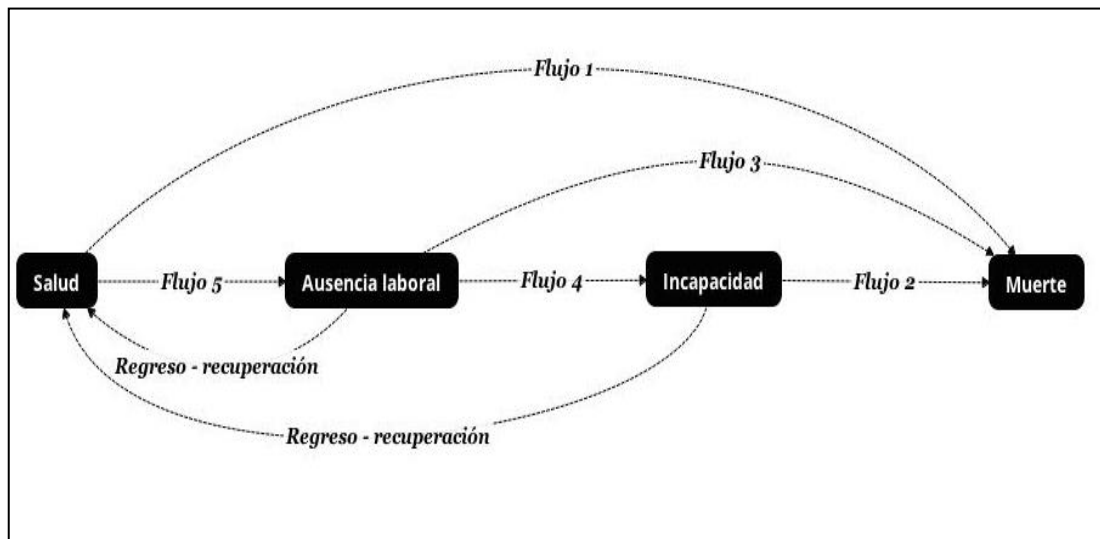 Flujo 1
Flujo 3
Salud
Flujo 5
Ausencia laboral
Flujo 4
Incapacidad
Flujo 2
Muerte
Regreso - recuperación
Regreso - recuperación